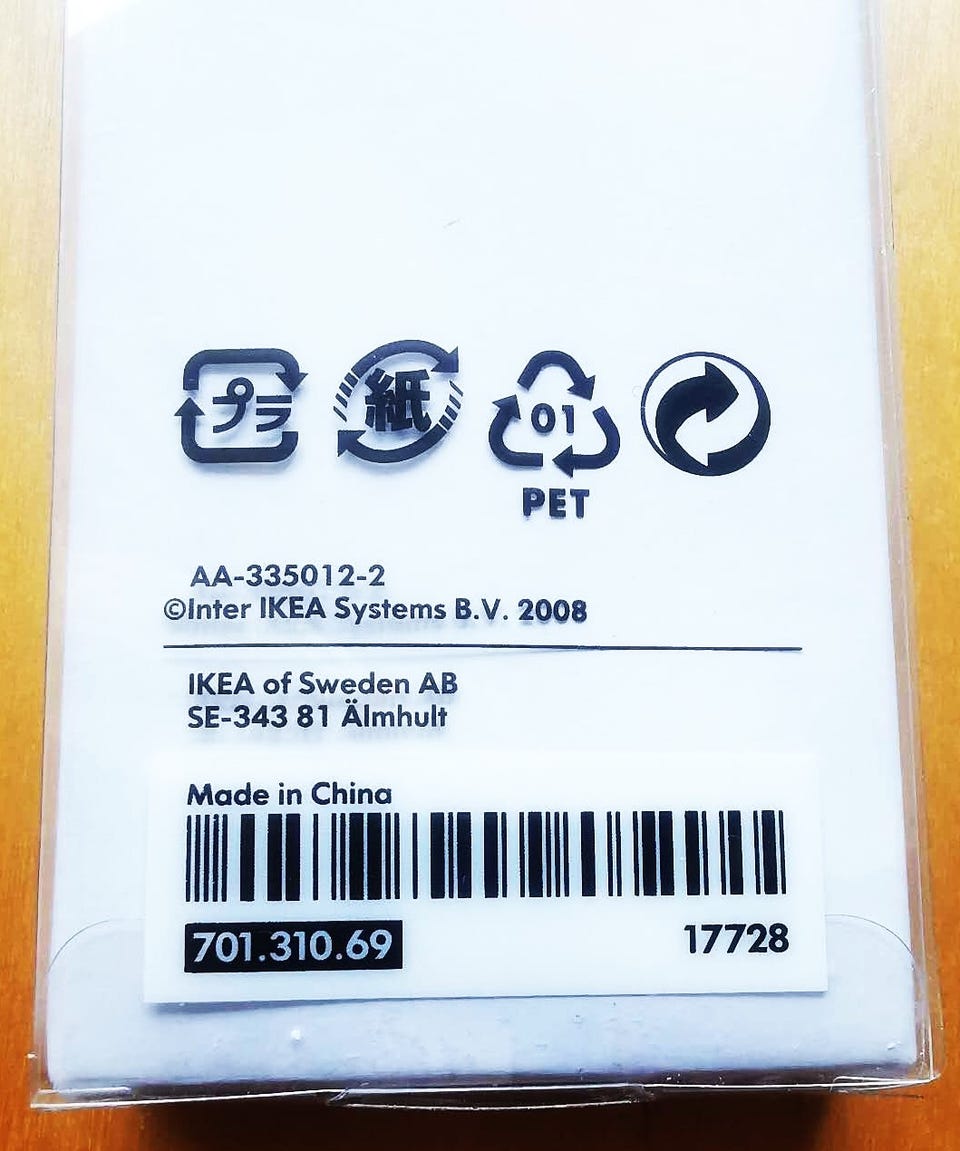 プラ 紙 01
PET
AA-335012-2
©Inter IKEA Systems B.V. 2008
IKEA of Sweden AB
SE-343 81 Älmhult
Made in China
701.310.69 17728